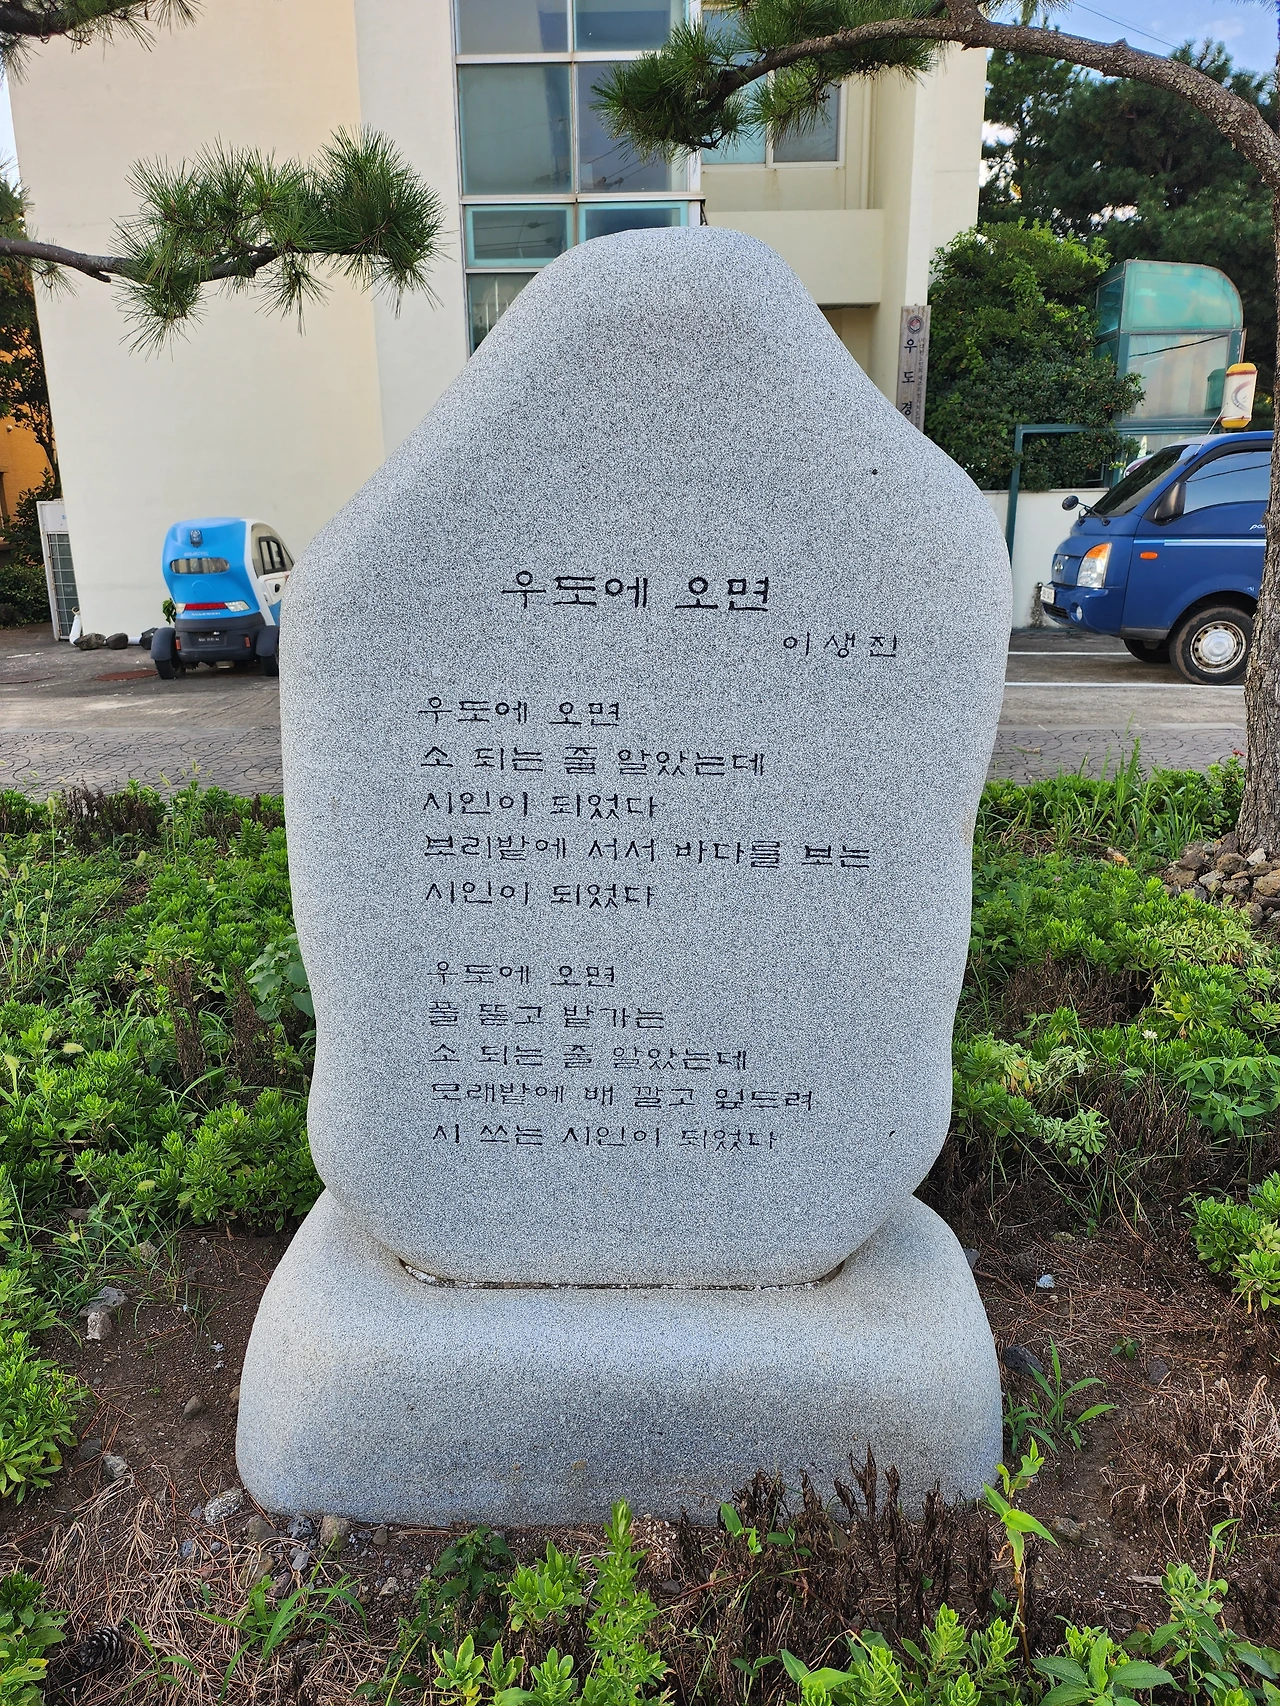 우도에 오면
이생진
우도에 오면
소 되는 줄 알았는데
시인이 되었다
보리밭에 서서 바다를 보는
시인이 되었다
우도에 오면
풀 뜯고 밭가는
소 되는 줄 알았는데
모래밭에 배 깔고 엎드려
시 쓰는 시인이 되었다
우도경